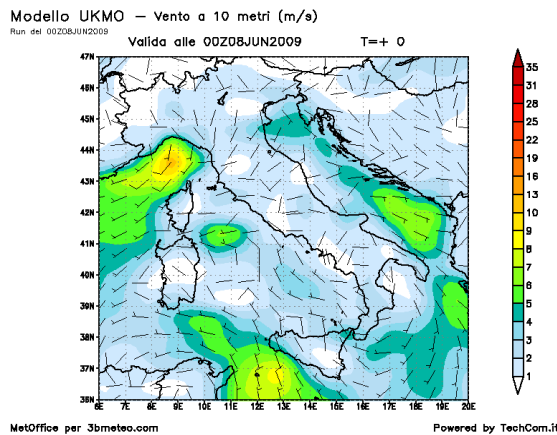 Modello UKMO – Vento a 10 metri (m/s)
Run del 00Z08JUN2009
Valida alle 00Z08JUN2009 T=+ 0
47N
46N
45N
44N
43N
42N
41N
40N
39N
38N
37N
36N
35N
6E 7E 8E 9E 10E 11E 12E 13E 14E 15E 16E 17E 18E 19E 20E
35
31
28
25
22
19
16
13
10
9
8
7
6
5
4
3
2
1
MetOffice per 3bmeteo.com
Powered by TechCom.it